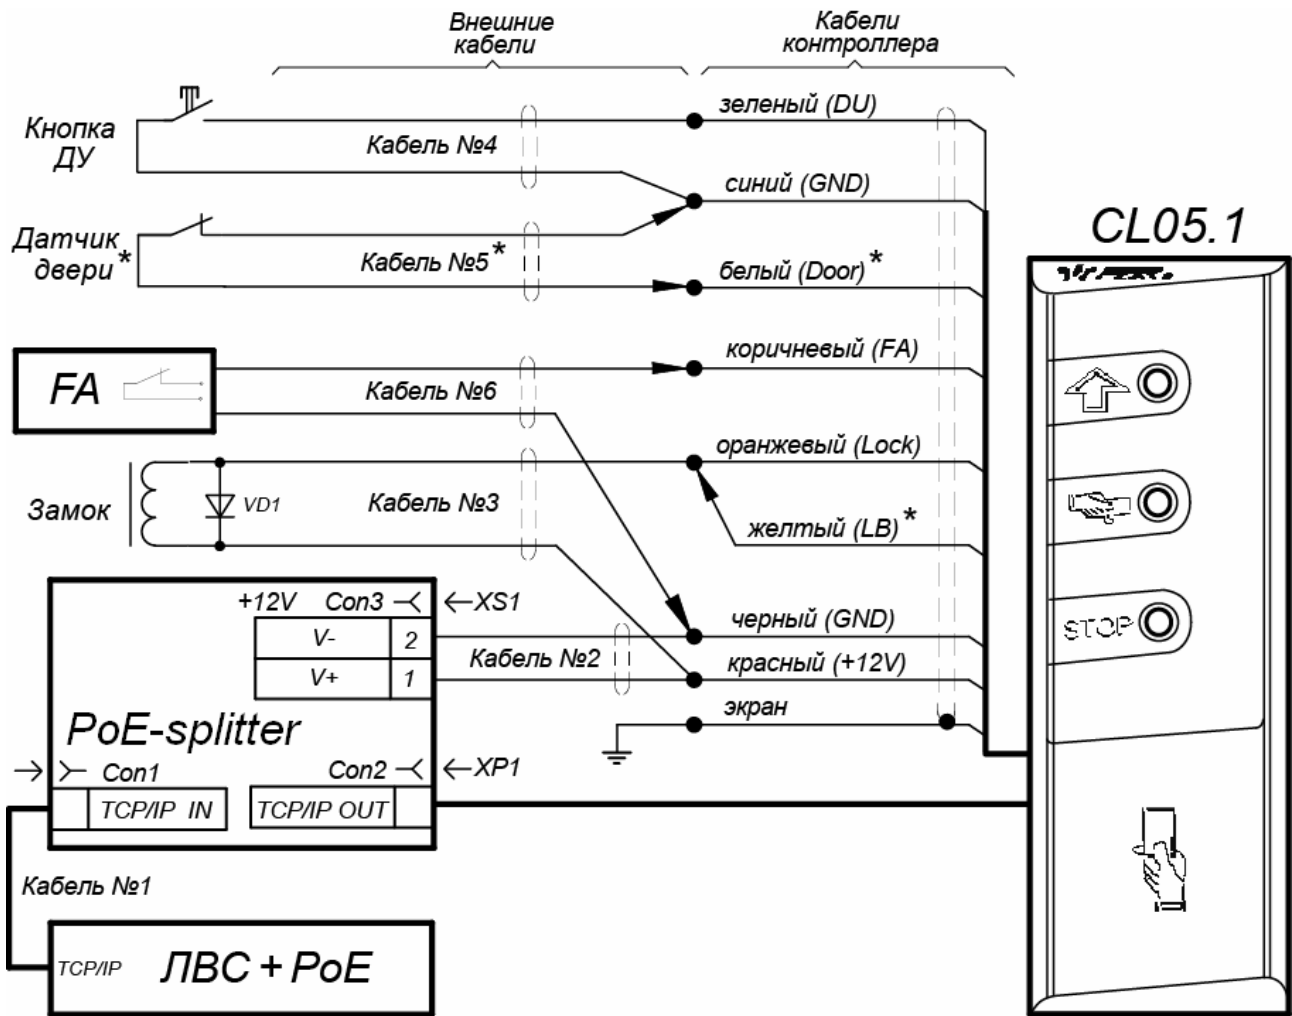 Внешние
кабели
Кабели
контроллера
зеленый (DU)
Кнопка
ДУ
Кабель №4
синий (GND)
CL05.1
Датчик
двери*
Кабель №5*
белый (Door)*
коричневый (FA)
FA
Кабель №6
оранжевый (Lock)
Замок
VD1
Кабель №3
желтый (LB)*
+12V Con3
XS1
V- 2
V+ 1
Кабель №2
черный (GND)
красный (+12V)
экран
STOP
PoE-splitter
Con1
Con2
XP1
TCP/IP IN
TCP/IP OUT
Кабель №1
TCP/IP
ЛВС + PoE